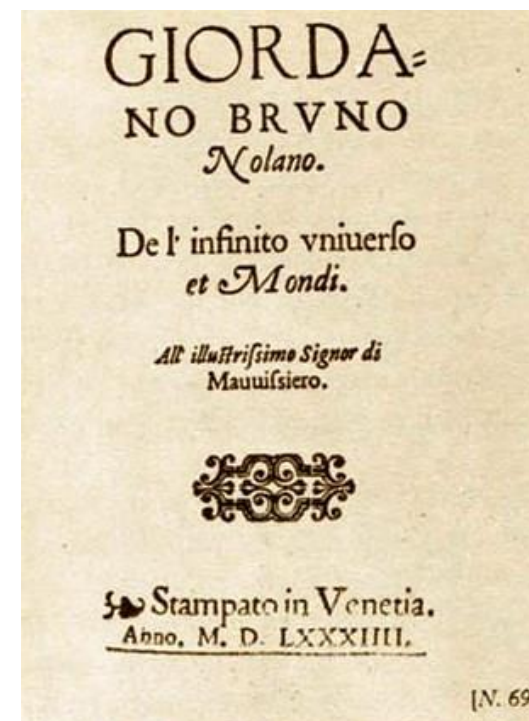 GIORDA=
NO BRVNO
Nolano.
De l' infinito vniuerſo
et Mondi.
All' illuſtriſsimo Signor di
Mauuiſsiero.
Stampato in Venetia.
Anno. M. D. LXXXIIII.
[N. 69